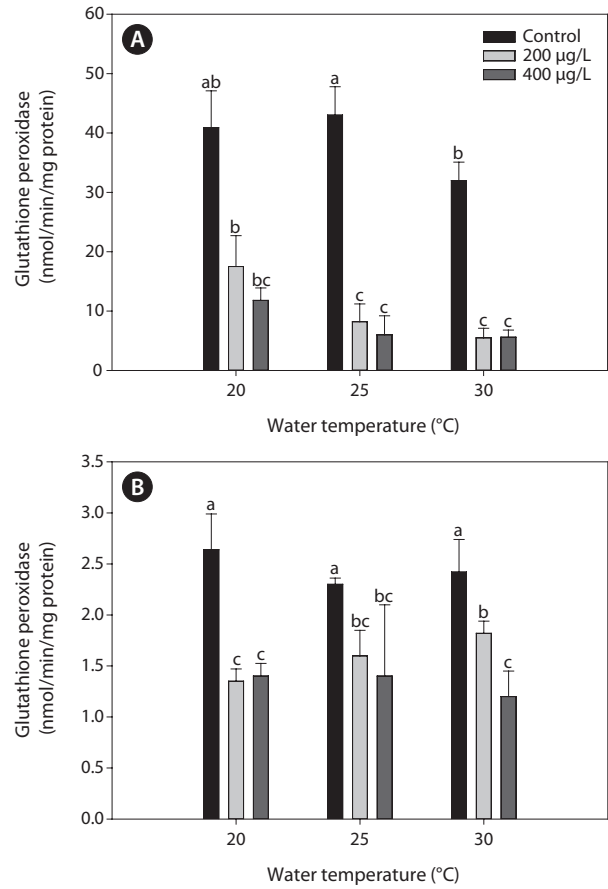 A
Control
200 µg/L
400 µg/L
Glutathione peroxidase
(nmol/min/mg protein)
60
50
40
30
20
10
0
ab
b
bc
a
c
c
b
c
c
20
25
30
Water temperature (°C)
B
Glutathione peroxidase
(nmol/min/mg protein)
3.5
3.0
2.5
2.0
1.5
1.0
0.5
0.0
a
c
c
a
bc
bc
a
b
c
20
25
30
Water temperature (°C)